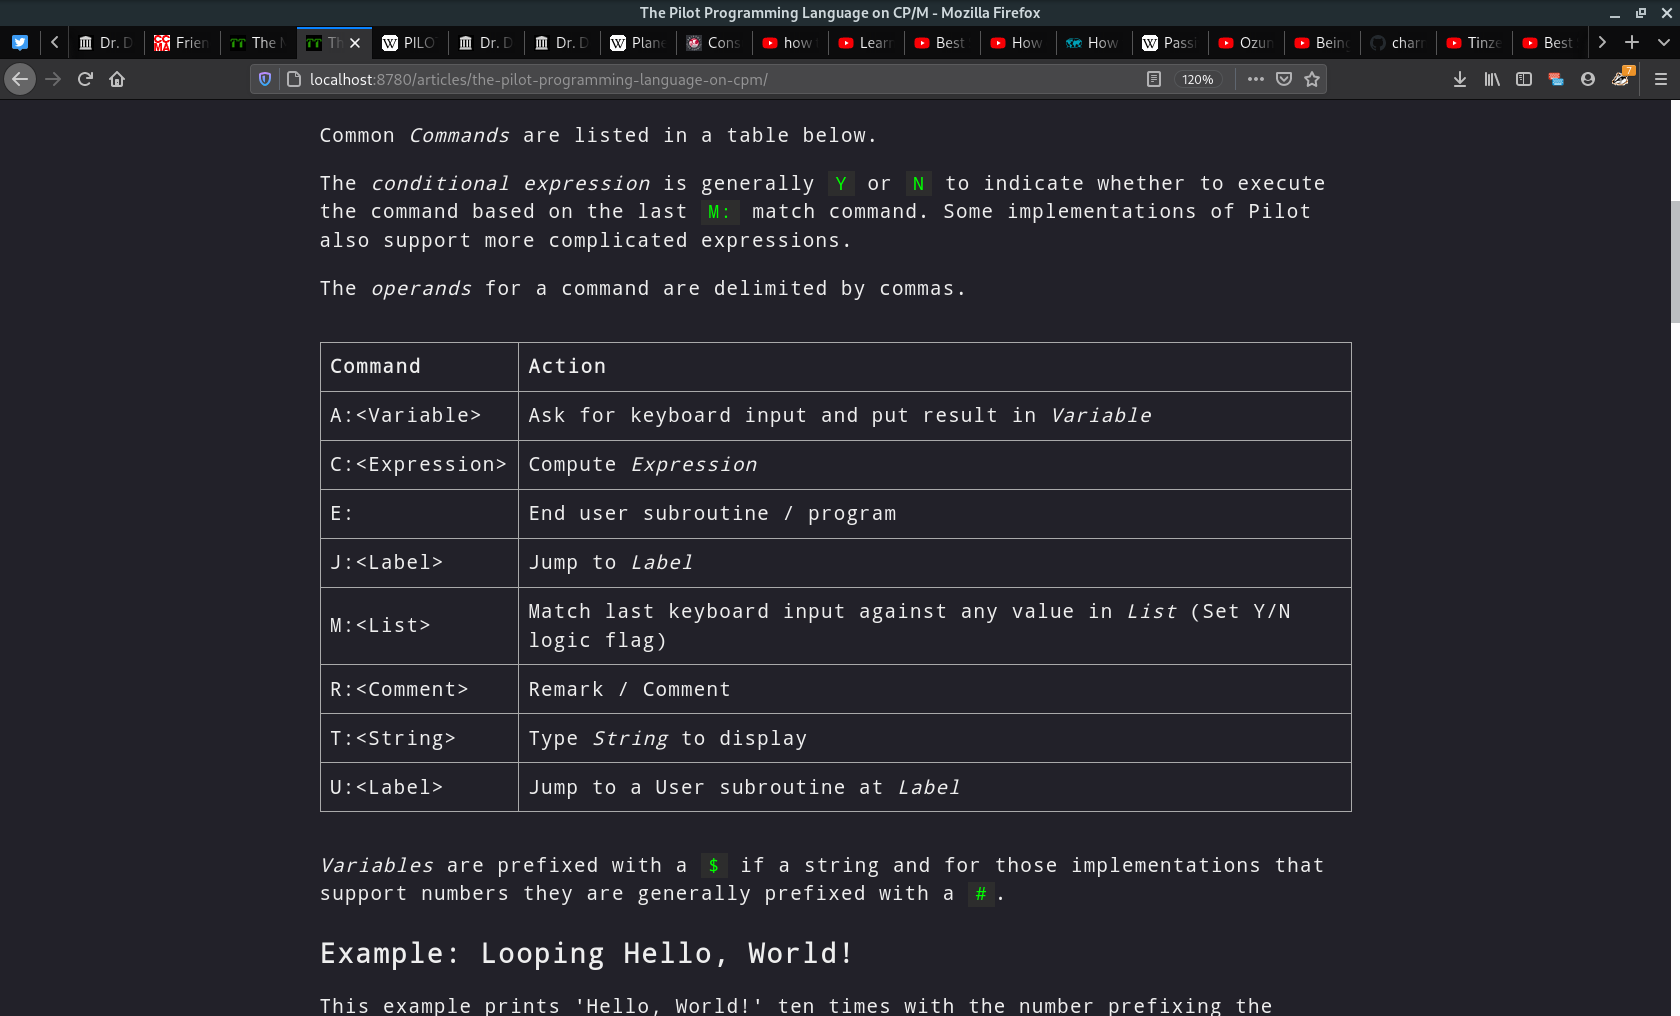 The Pilot Programming Language on CP/M - Mozilla Firefox
Dr. D
Frien
The M
Th
PILO
Dr. D
Dr. D
Plane
Cons
how
Learn
Best
How
How
Passi
Ozun
Being
charm
Tinze
Best
localhost:8780/articles/the-pilot-programming-language-on-cpm/
120%
7
Common Commands are listed in a table below.
The conditional expression is generally Y or N to indicate whether to execute
the command based on the last M: match command. Some implementations of Pilot
also support more complicated expressions.
The operands for a command are delimited by commas.
Command Action
A:<Variable> Ask for keyboard input and put result in Variable
C:<Expression> Compute Expression
E: End user subroutine / program
J:<Label> Jump to Label
M:<List> Match last keyboard input against any value in List (Set Y/N
logic flag)
R:<Comment> Remark / Comment
T:<String> Type String to display
U:<Label> Jump to a User subroutine at Label
Variables are prefixed with a $ if a string and for those implementations that
support numbers they are generally prefixed with a #.
Example: Looping Hello, World!
This example prints 'Hello, World!' ten times with the number prefixing the